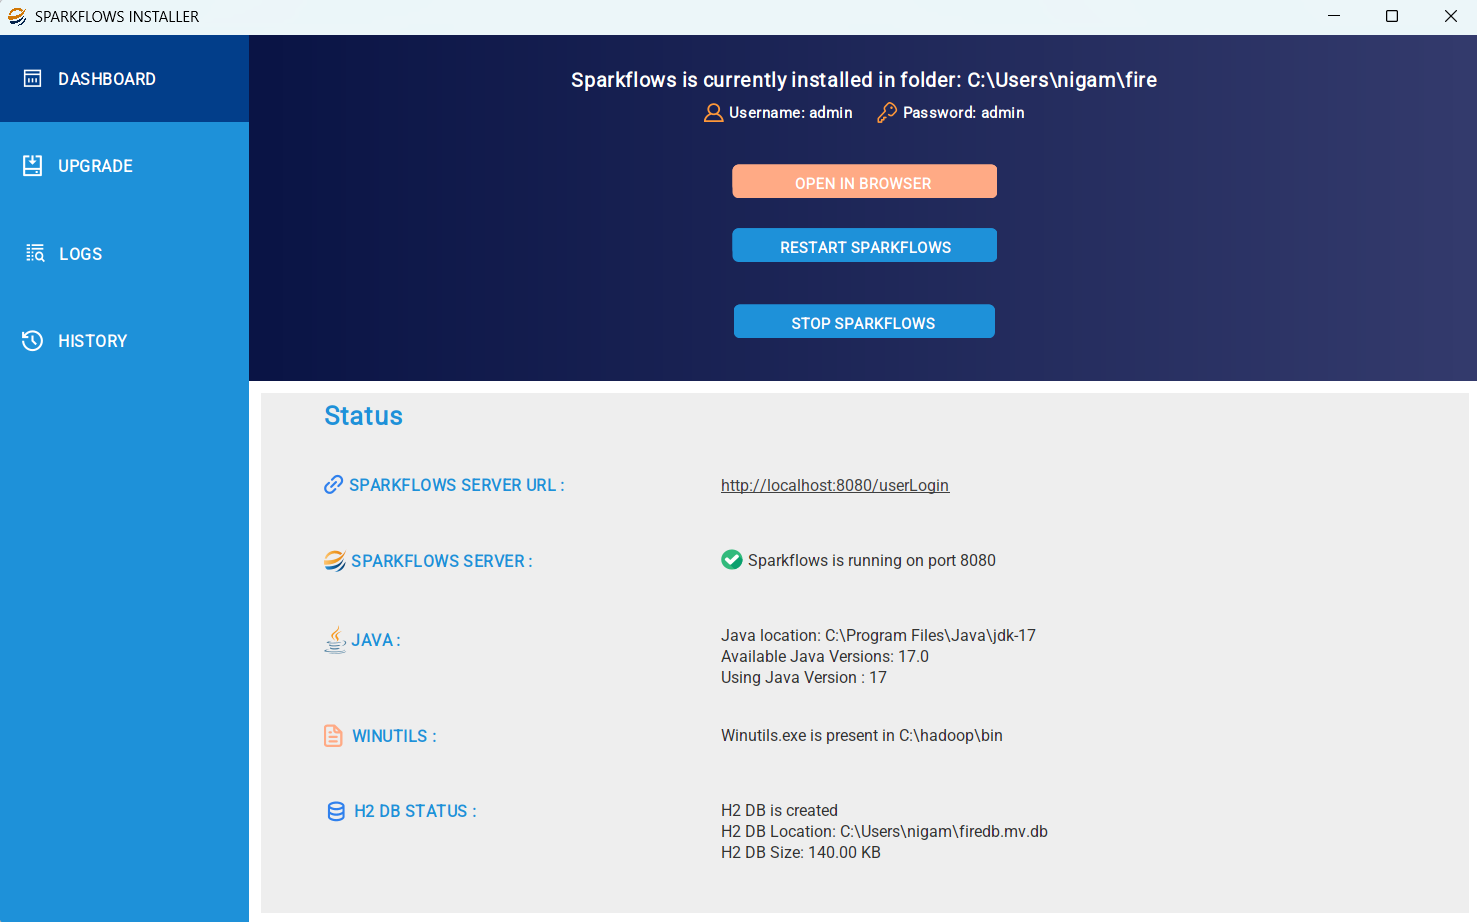 SPARKFLOWS INSTALLER
DASHBOARD
UPGRADE
LOGS
HISTORY
Sparkflows is currently installed in folder: C:\Users\nigam\fire
Username: admin Password: admin
OPEN IN BROWSER
RESTART SPARKFLOWS
STOP SPARKFLOWS
Status
SPARKFLOWS SERVER URL : http://localhost:8080/userLogin
SPARKFLOWS SERVER : Sparkflows is running on port 8080
JAVA : Java location: C:\Program Files\Java\jdk-17
Available Java Versions: 17.0
Using Java Version : 17
WINUTILS : Winutils.exe is present in C:\hadoop\bin
H2 DB STATUS : H2 DB is created
H2 DB Location: C:\Users\nigam\firedb.mv.db
H2 DB Size: 140.00 KB